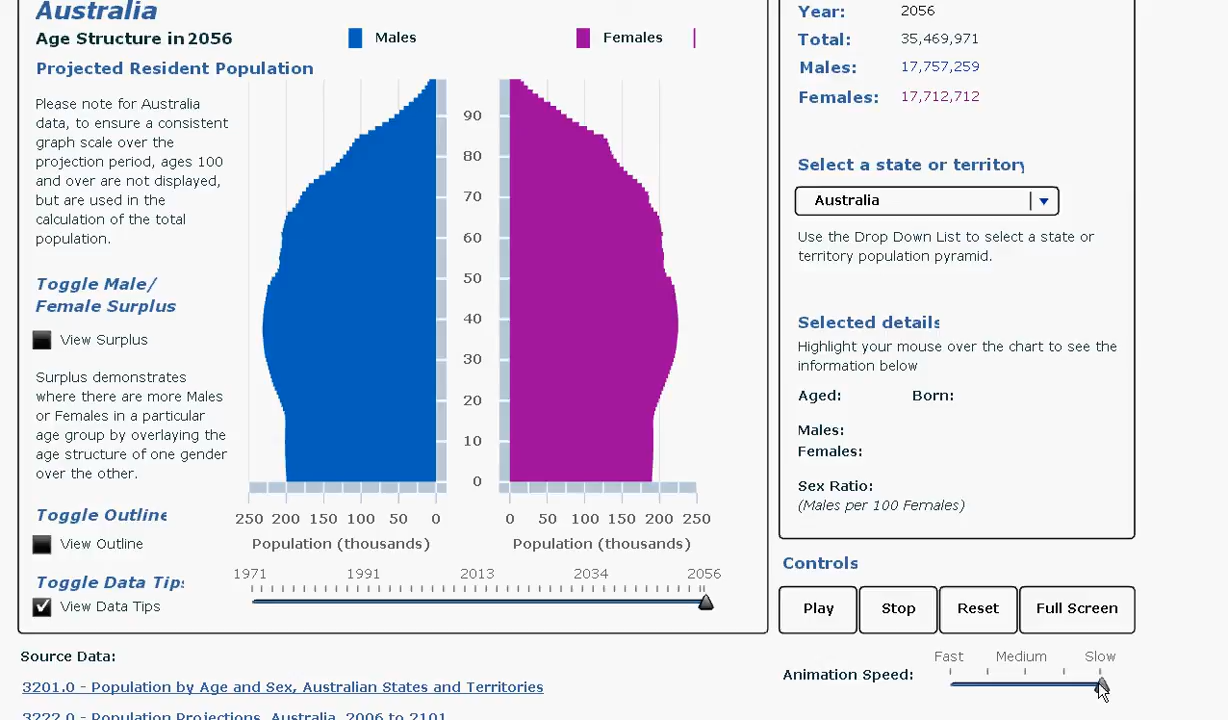 Australia
Age Structure in 2056
Males
Females
Projected Resident Population
Please note for Australia
data, to ensure a consistent
graph scale over the
projection period, ages 100
and over are not displayed,
but are used in the
calculation of the total
population.
Toggle Male/
Female Surplus
View Surplus
Surplus demonstrates
where there are more Males
or Females in a particular
age group by overlaying the
age structure of one gender
over the other.
Toggle Outline
View Outline
Toggle Data Tips
View Data Tips
90
80
70
60
50
40
30
20
10
0
250 200 150 100 50 0
0 50 100 150 200 250
Population (thousands)
Population (thousands)
1971 1991 2013 2034 2056
Source Data:
3201.0 - Population by Age and Sex, Australian States and Territories
3222.0 - Population Projections, Australia, 2006 to 2101
Year: 2056
Total: 35,469,971
Males: 17,757,259
Females: 17,712,712
Select a state or territory
Australia
Use the Drop Down List to select a state or
territory population pyramid.
Selected details
Highlight your mouse over the chart to see the
information below
Aged: Born:
Males:
Females:
Sex Ratio:
(Males per 100 Females)
Controls
Play Stop Reset Full Screen
Fast Medium Slow
Animation Speed: